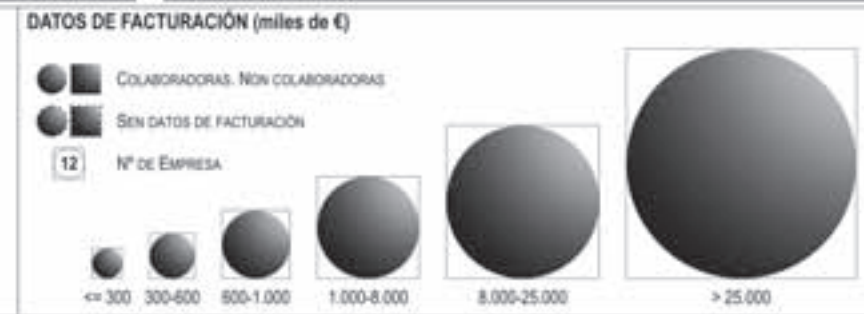 DATOS DE FACTURACIÓN (miles de €)
COLABORADORAS. NON COLABORADORAS
SEN DATOS DE FACTURACIÓN
12 Nº DE EMPRESA
<= 300 300-600 600-1.000 1.000-8.000 8.000-25.000 > 25.000